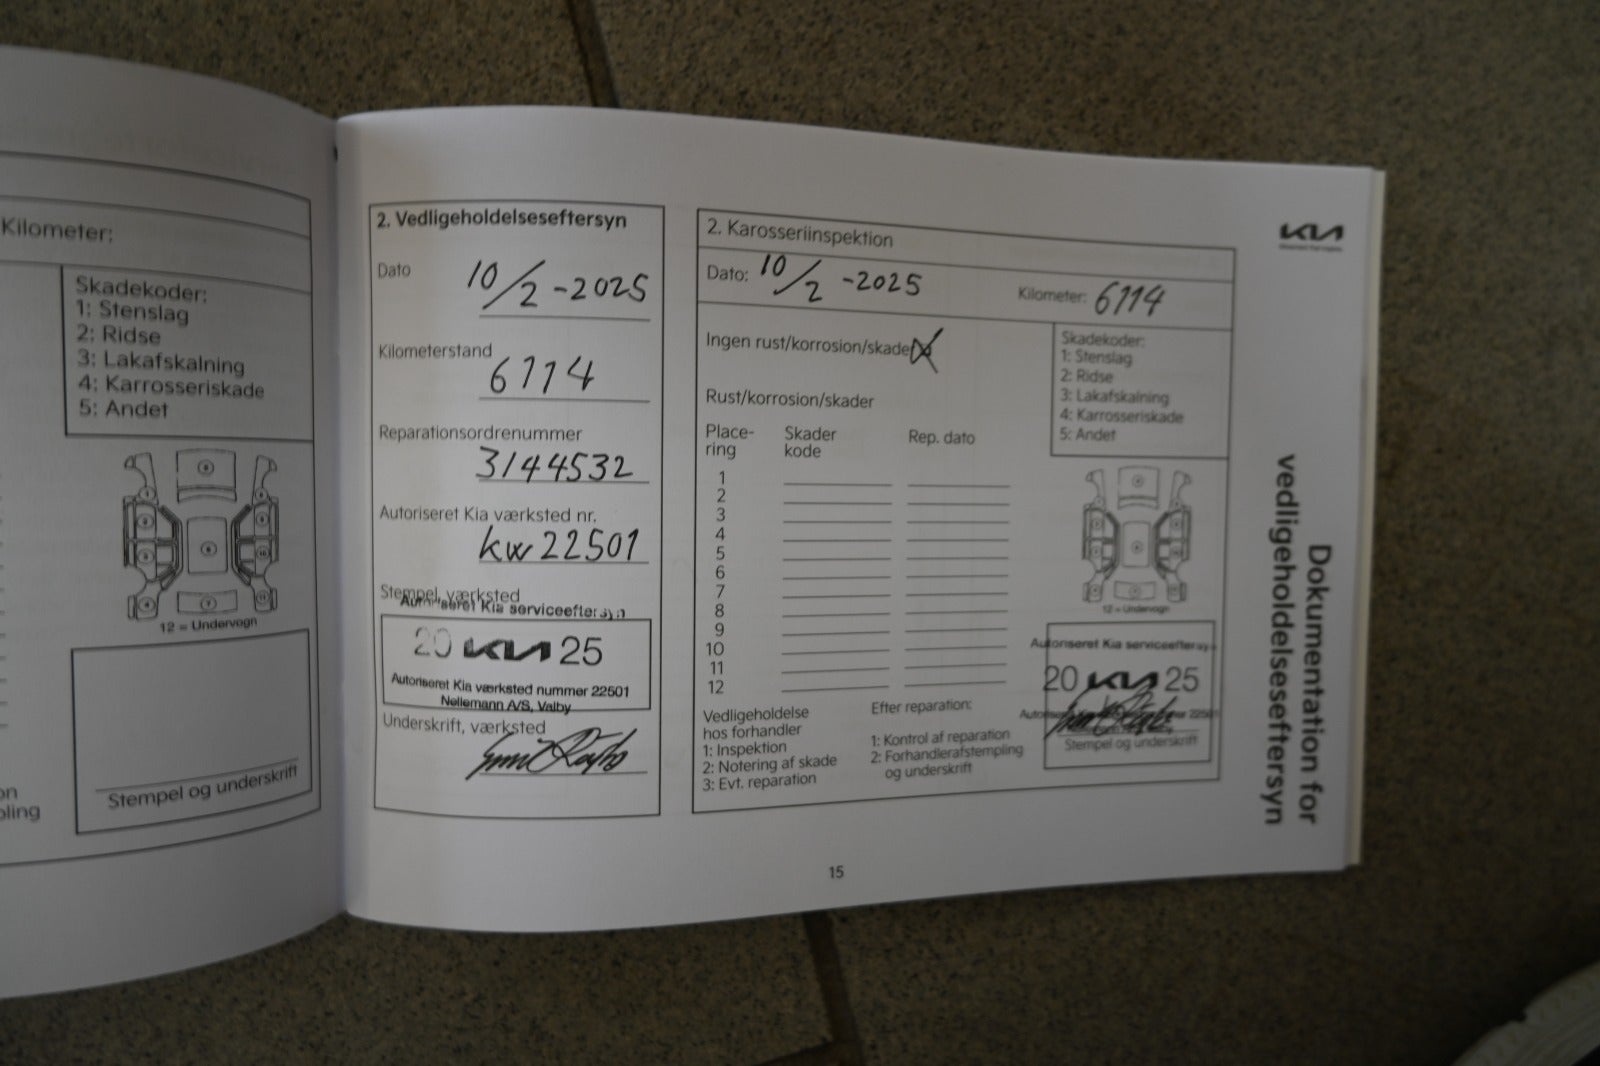 Kilometer:
Skadekoder:
1: Stenslag
2: Ridse
3: Lakafskalning
4: Karrosseriskade
5: Andet
12 = Undervogn
Stempel og underskrift
2. Vedligeholdelseseftersyn
Dato
10/2-2025
Kilometerstand
6114
Reparationsordrenummer
3144532
Autoriseret Kia værksted nr.
KW22501
Stempel, værksted
Autoriseret Kia serviceeftersyn
20 KIA 25
Autoriseret Kia værksted nummer 22501
Nellemann A/S, Valby
Underskrift, værksted
2. Karosseriinspektion
Dato: 10/2-2025 Kilometer: 6114
Ingen rust/korrosion/skade
Rust/korrosion/skader
Place-
ring
Skader
kode
Rep. dato
1
2
3
4
5
6
7
8
9
10
11
12
Vedligeholdelse
hos forhandler
1: Inspektion
2: Notering af skade
3: Evt. reparation
Efter reparation:
1: Kontrol af reparation
2: Forhandlerafstempling
og underskrift
Skadekoder:
1: Stenslag
2: Ridse
3: Lakafskalning
4: Karrosseriskade
5: Andet
12 = Undervogn
Autoriseret Kia serviceeftersyn
20 KIA 25
Stempel og underskrift
KIA
Dokumentation for
vedligeholdelseseftersyn
15